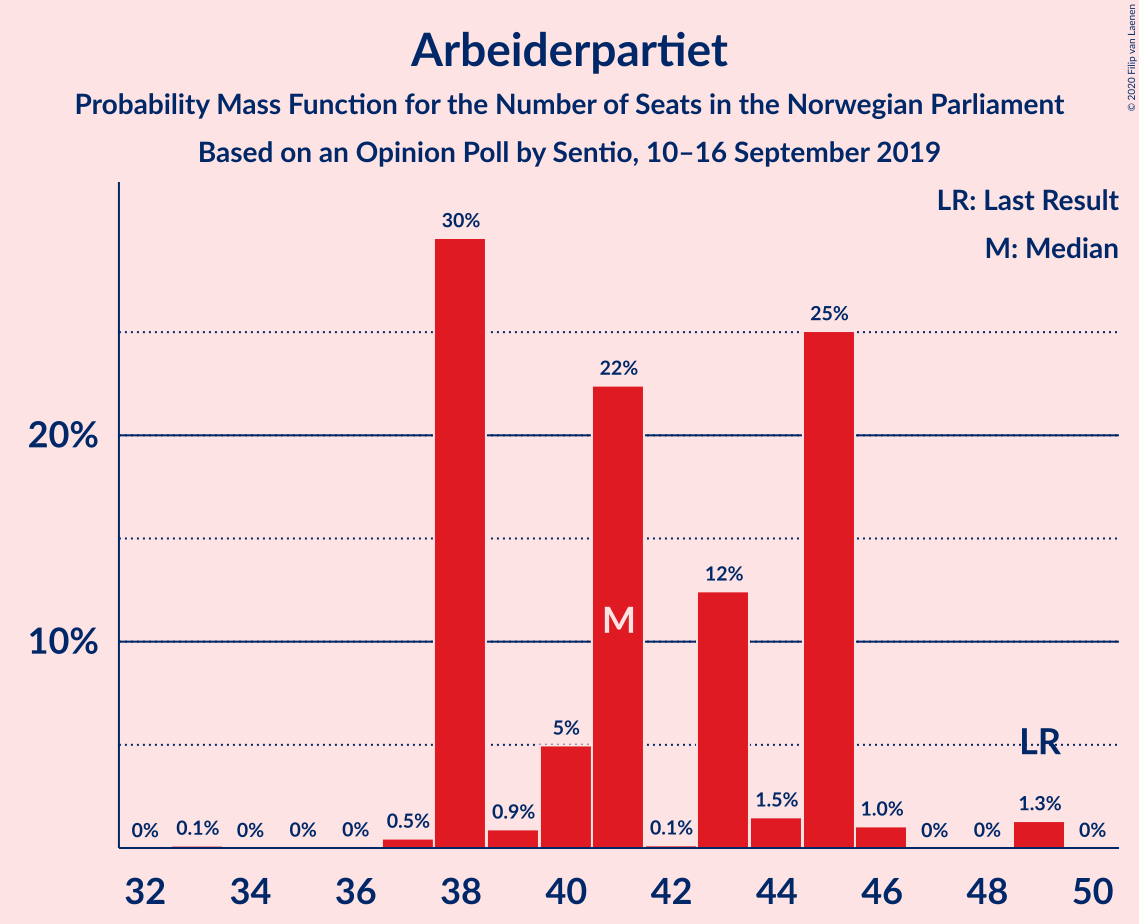 Arbeiderpartiet
Probability Mass Function for the Number of Seats in the Norwegian Parliament
Based on an Opinion Poll by Sentio, 10–16 September 2019
© 2020 Filip van Laenen
LR: Last Result
M: Median
20%
10%
0% 0.1% 0% 0% 0% 0.5% 30% 0.9% 5% 22% 0.1% 12% 1.5% 25% 1.0% 0% 0% 1.3% 0%
M
LR
32 34 36 38 40 42 44 46 48 50